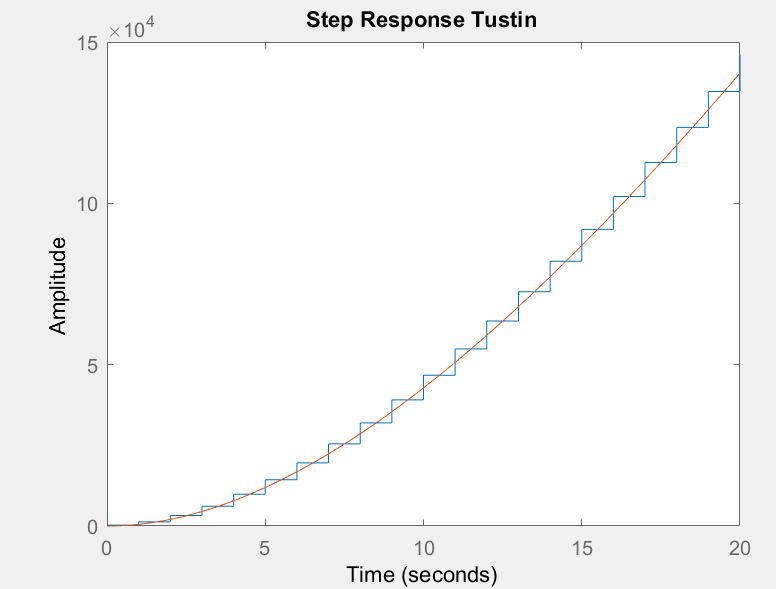 Step Response Tustin
×10^4
15
10
5
0
Amplitude
0 5 10 15 20
Time (seconds)